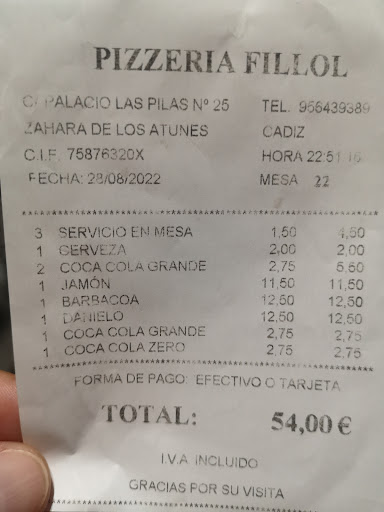 PIZZERIA FILLOL
C/ PALACIO LAS PILAS Nº 25 TEL. 956439389
ZAHARA DE LOS ATUNES CADIZ
C.I.F. 75876320X HORA 22:51:16
FECHA: 28/08/2022 MESA 22
3 SERVICIO EN MESA 1,50 4,50
1 CERVEZA 2,00 2,00
2 COCA COLA GRANDE 2,75 5,50
1 JAMÓN 11,50 11,50
1 BARBACOA 12,50 12,50
1 DANIELO 12,50 12,50
1 COCA COLA GRANDE 2,75 2,75
1 COCA COLA ZERO 2,75 2,75
FORMA DE PAGO: EFECTIVO O TARJETA
TOTAL: 54,00 €
I.V.A. INCLUIDO
GRACIAS POR SU VISITA